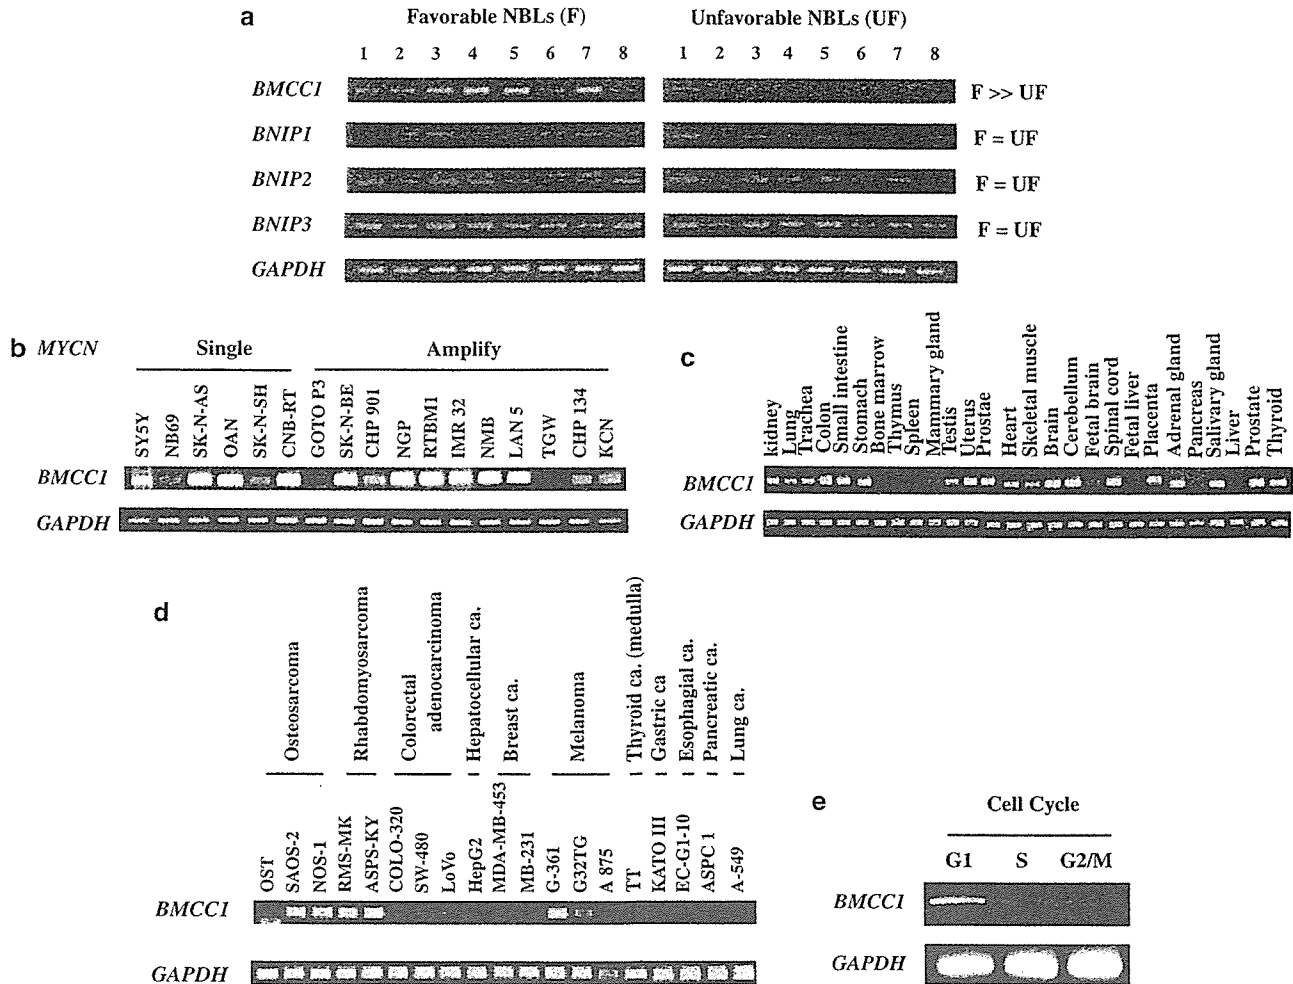 a
Favorable NBLs (F)
Unfavorable NBLs (UF)
1 2 3 4 5 6 7 8
1 2 3 4 5 6 7 8
BMCC1
F >> UF
BNIP1
F = UF
BNIP2
F = UF
BNIP3
F = UF
GAPDH
b
MYCN
Single
Amplify
SY5Y
NB69
SK-N-AS
OAN
SK-N-SH
CNB-RT
GOTO P3
SK-N-BE
CHP 901
NGP
RTBM1
IMR 32
NMB
LAN 5
TGW
CHP 134
KCN
BMCC1
GAPDH
c
kidney
Lung
Trachea
Colon
Small intestine
Stomach
Bone marrow
Thymus
Spleen
Mammary gland
Testis
Uterus
Prostae
Heart
Skeletal muscle
Brain
Cerebellum
Fetal brain
Spinal cord
Fetal liver
Placenta
Adrenal gland
Pancreas
Salivary gland
Liver
Prostate
Thyroid
BMCC1
GAPDH
d
Osteosarcoma
Rhabdomyosarcoma
Colorectal
adenocarcinoma
Hepatocellular ca.
Breast ca.
Melanoma
Thyroid ca. (medulla)
Gastric ca
Esophagial ca.
Pancreatic ca.
Lung ca.
OST
SAOS-2
NOS-1
RMS-MK
ASPS-KY
COLO-320
SW-480
LoVo
HepG2
MDA-MB-453
MB-231
G-361
G32TG
A 875
TT
KATO III
EC-G1-10
ASPC 1
A-549
BMCC1
GAPDH
e
Cell Cycle
G1 S G2/M
BMCC1
GAPDH